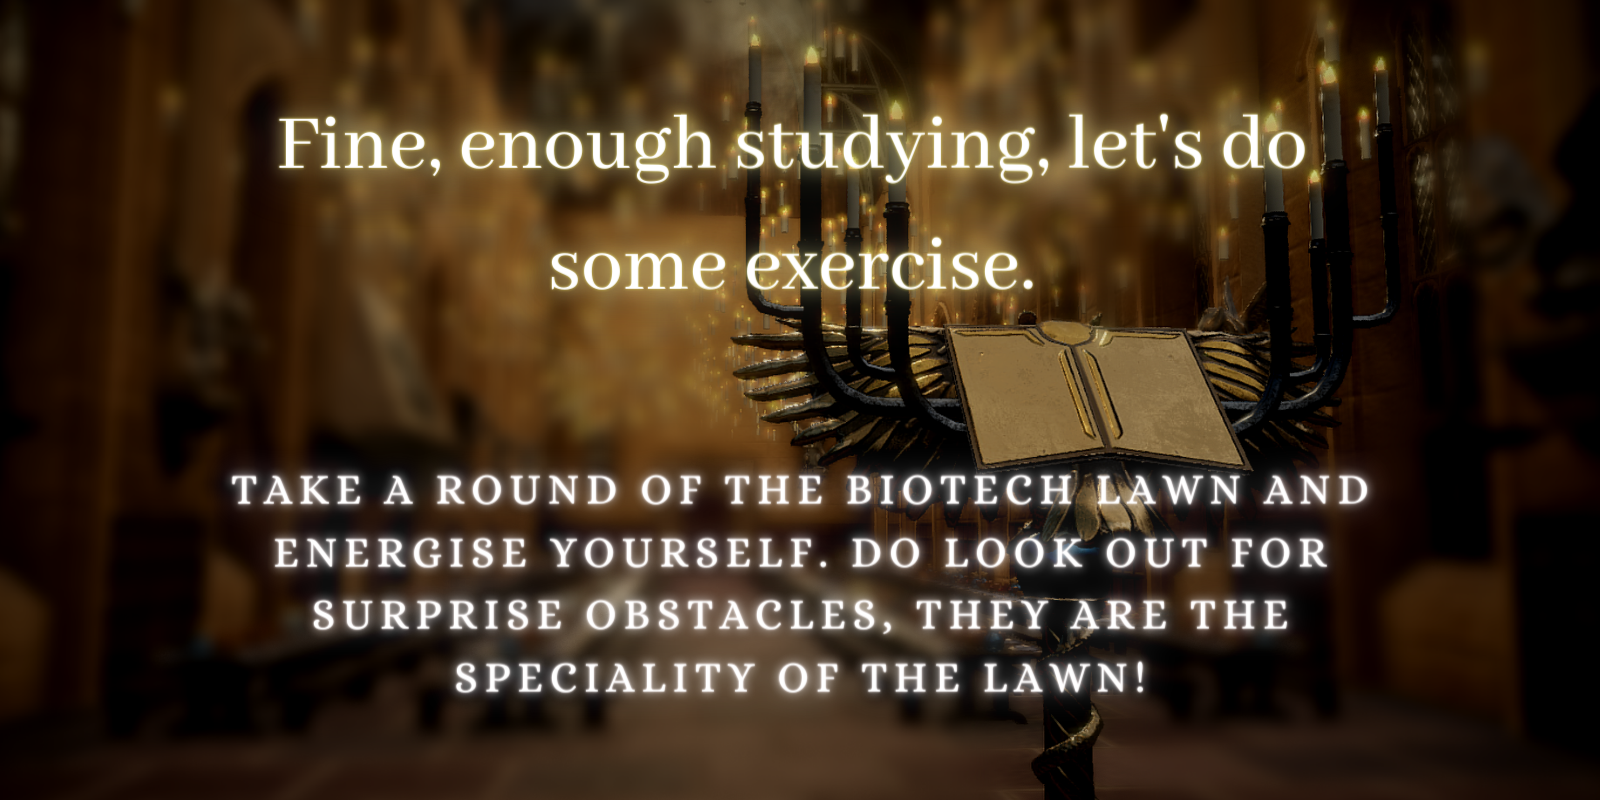 Fine, enough studying, let's do
some exercise.
TAKE A ROUND OF THE BIOTECH LAWN AND
ENERGISE YOURSELF. DO LOOK OUT FOR
SURPRISE OBSTACLES, THEY ARE THE
SPECIALITY OF THE LAWN!